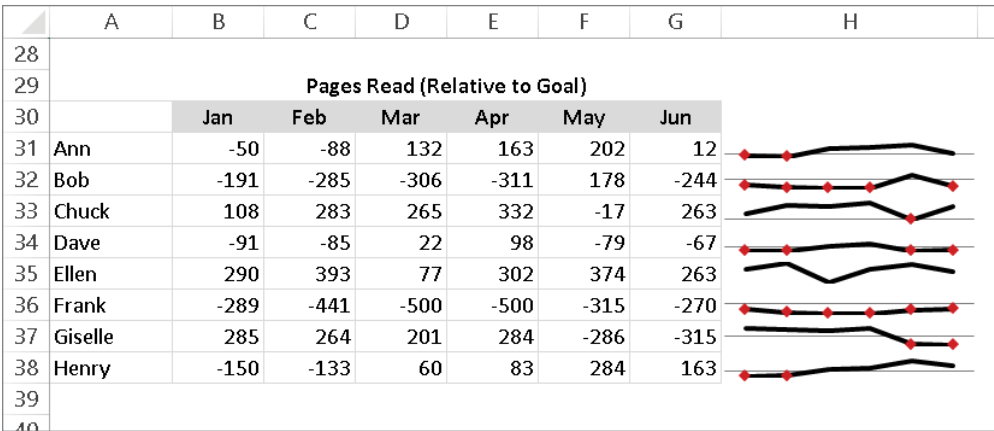 A B C D E F G H
28
29 Pages Read (Relative to Goal)
30 Jan Feb Mar Apr May Jun
31 Ann -50 -88 132 163 202 12
32 Bob -191 -285 -306 -311 178 -244
33 Chuck 108 283 265 332 -17 263
34 Dave -91 -85 22 98 -79 -67
35 Ellen 290 393 77 302 374 263
36 Frank -289 -441 -500 -500 -315 -270
37 Giselle 285 264 201 284 -286 -315
38 Henry -150 -133 60 83 284 163
39
40